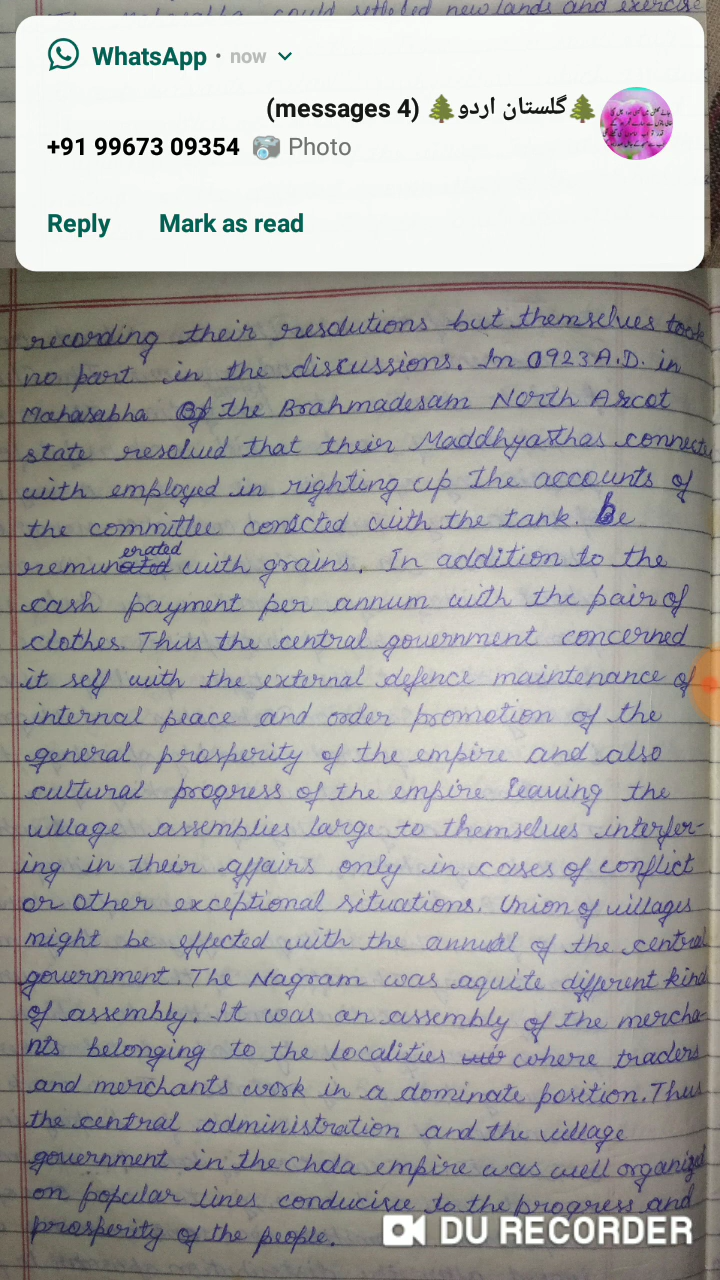 could settled new lands and exercise
WhatsApp • now
🌲گلستان اردو🌲 (4 messages)
+91 99673 09354 📷 Photo
Reply Mark as read
recording their resolutions but themselves took
no part in the discussions. In 0923 A.D. in
Mahasabha Of the Brahmadesam North Arcot
state resolued that their Maddhyasthas connects
with employed in righting up the accounts of
the committee conicted with the tank. Be
remunerated with grains. In addition to the
cash payment per annum with the pair of
clothes. Thus the central government concerned
it self with the external defence maintenance of
internal peace and order promotion of the
general prosperity of the empire and also
cultural progress of the empire leaving the
village assemblies large to themselves interfer-
ing in their affairs only in cases of conflict
or other exceptional situations. Union of villages
might be effected with the of the central
government. The Nagram was aquite different kind
of assembly. It was an assembly of the mercha-
nts belonging to the localities where traders
and merchants work in a dominate position. Thus
the central administration and the village
government in the Chola empire was well organized
on popular lines conducive to the progress and
prosperity of the people.
DU RECORDER